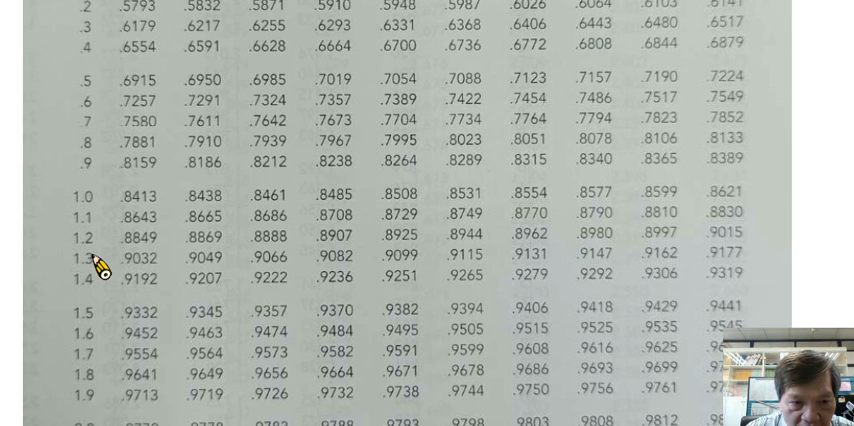 .2 .5793 .5832 .5871 .5910 .5948 .5987 .6026 .6064 .6103 .6141
.3 .6179 .6217 .6255 .6293 .6331 .6368 .6406 .6443 .6480 .6517
.4 .6554 .6591 .6628 .6664 .6700 .6736 .6772 .6808 .6844 .6879
.5 .6915 .6950 .6985 .7019 .7054 .7088 .7123 .7157 .7190 .7224
.6 .7257 .7291 .7324 .7357 .7389 .7422 .7454 .7486 .7517 .7549
.7 .7580 .7611 .7642 .7673 .7704 .7734 .7764 .7794 .7823 .7852
.8 .7881 .7910 .7939 .7967 .7995 .8023 .8051 .8078 .8106 .8133
.9 .8159 .8186 .8212 .8238 .8264 .8289 .8315 .8340 .8365 .8389
1.0 .8413 .8438 .8461 .8485 .8508 .8531 .8554 .8577 .8599 .8621
1.1 .8643 .8665 .8686 .8708 .8729 .8749 .8770 .8790 .8810 .8830
1.2 .8849 .8869 .8888 .8907 .8925 .8944 .8962 .8980 .8997 .9015
1.3 .9032 .9049 .9066 .9082 .9099 .9115 .9131 .9147 .9162 .9177
1.4 .9192 .9207 .9222 .9236 .9251 .9265 .9279 .9292 .9306 .9319
1.5 .9332 .9345 .9357 .9370 .9382 .9394 .9406 .9418 .9429 .9441
1.6 .9452 .9463 .9474 .9484 .9495 .9505 .9515 .9525 .9535 .9545
1.7 .9554 .9564 .9573 .9582 .9591 .9599 .9608 .9616 .9625
1.8 .9641 .9649 .9656 .9664 .9671 .9678 .9686 .9693 .9699
1.9 .9713 .9719 .9726 .9732 .9738 .9744 .9750 .9756 .9761
.9788 .9793 .9798 .9803 .9808 .9812